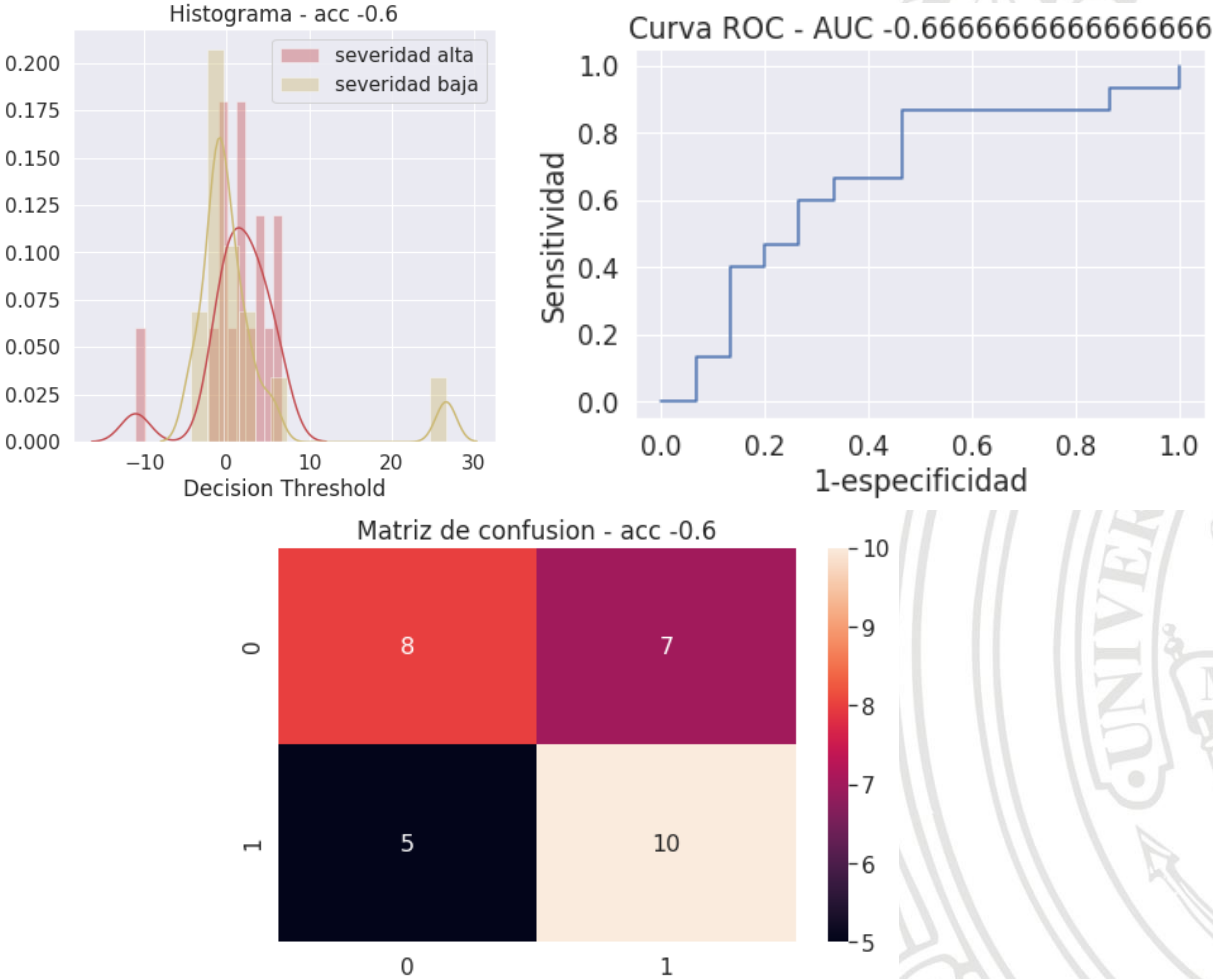 Histograma - acc -0.6
severidad alta
severidad baja
0.200
0.175
0.150
0.125
0.100
0.075
0.050
0.025
0.000
−10 0 10 20 30
Decision Threshold
Curva ROC - AUC -0.6666666666666666
1.0
0.8
0.6
0.4
0.2
0.0
Sensitividad
0.0 0.2 0.4 0.6 0.8 1.0
1-especificidad
Matriz de confusion - acc -0.6
0
8 7
1
5 10
0 1
10
9
8
7
6
5
UNIVER